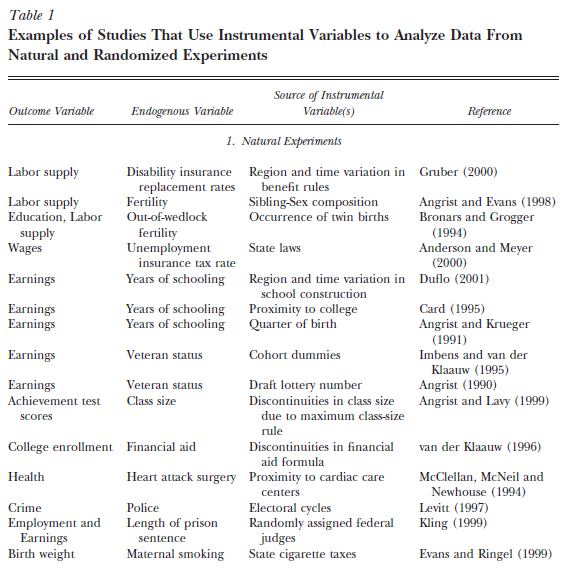 Table 1
Examples of Studies That Use Instrumental Variables to Analyze Data From
Natural and Randomized Experiments
Source of Instrumental
Outcome Variable Endogenous Variable Variable(s) Reference
1. Natural Experiments
Labor supply Disability insurance Region and time variation in Gruber (2000)
replacement rates benefit rules
Labor supply Fertility Sibling-Sex composition Angrist and Evans (1998)
Education, Labor Out-of-wedlock Occurrence of twin births Bronars and Grogger
supply fertility (1994)
Wages Unemployment State laws Anderson and Meyer
insurance tax rate (2000)
Earnings Years of schooling Region and time variation in Duflo (2001)
school construction
Earnings Years of schooling Proximity to college Card (1995)
Earnings Years of schooling Quarter of birth Angrist and Krueger
(1991)
Earnings Veteran status Cohort dummies Imbens and van der
Klaauw (1995)
Earnings Veteran status Draft lottery number Angrist (1990)
Achievement test Class size Discontinuities in class size Angrist and Lavy (1999)
scores due to maximum class-size
rule
College enrollment Financial aid Discontinuities in financial van der Klaauw (1996)
aid formula
Health Heart attack surgery Proximity to cardiac care McClellan, McNeil and
centers Newhouse (1994)
Crime Police Electoral cycles Levitt (1997)
Employment and Length of prison Randomly assigned federal Kling (1999)
Earnings sentence judges
Birth weight Maternal smoking State cigarette taxes Evans and Ringel (1999)